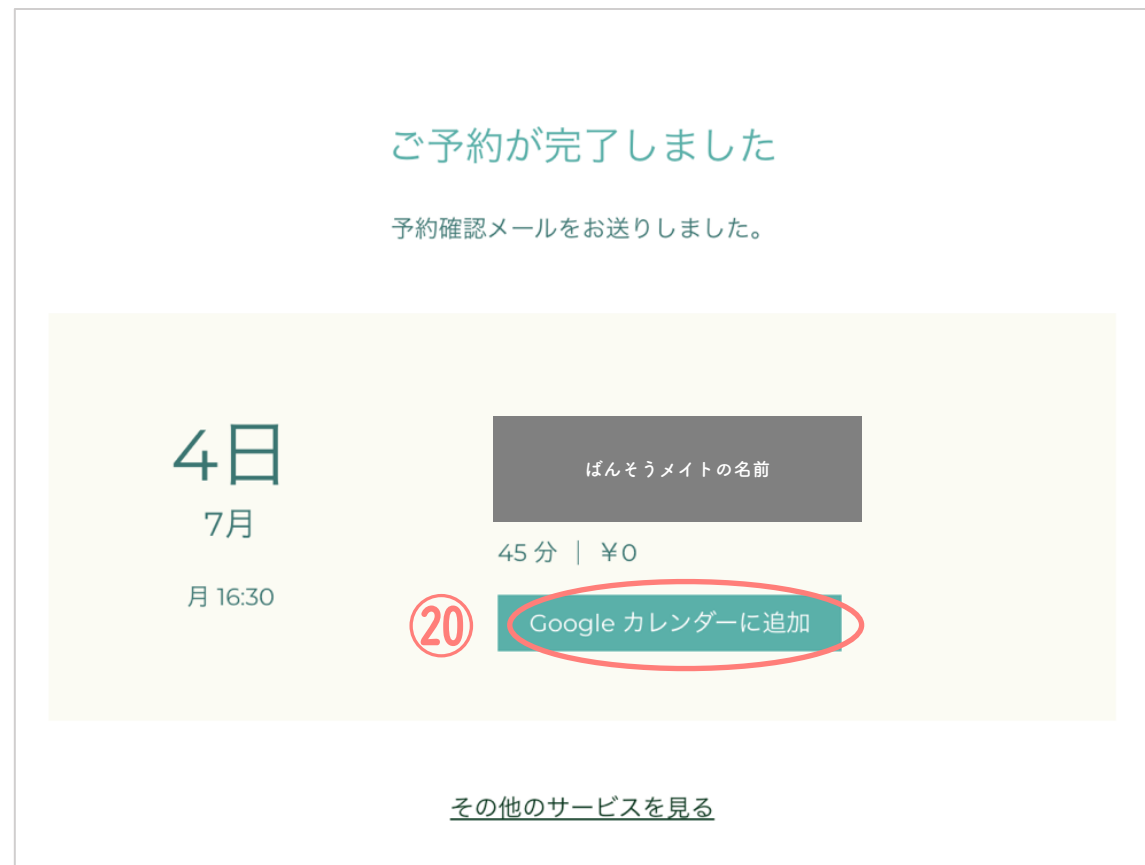 ご予約が完了しました
予約確認メールをお送りしました。
4日
7月
月 16:30
ばんそうメイトの名前
45 分 | ¥0
⑳
Google カレンダーに追加
その他のサービスを見る